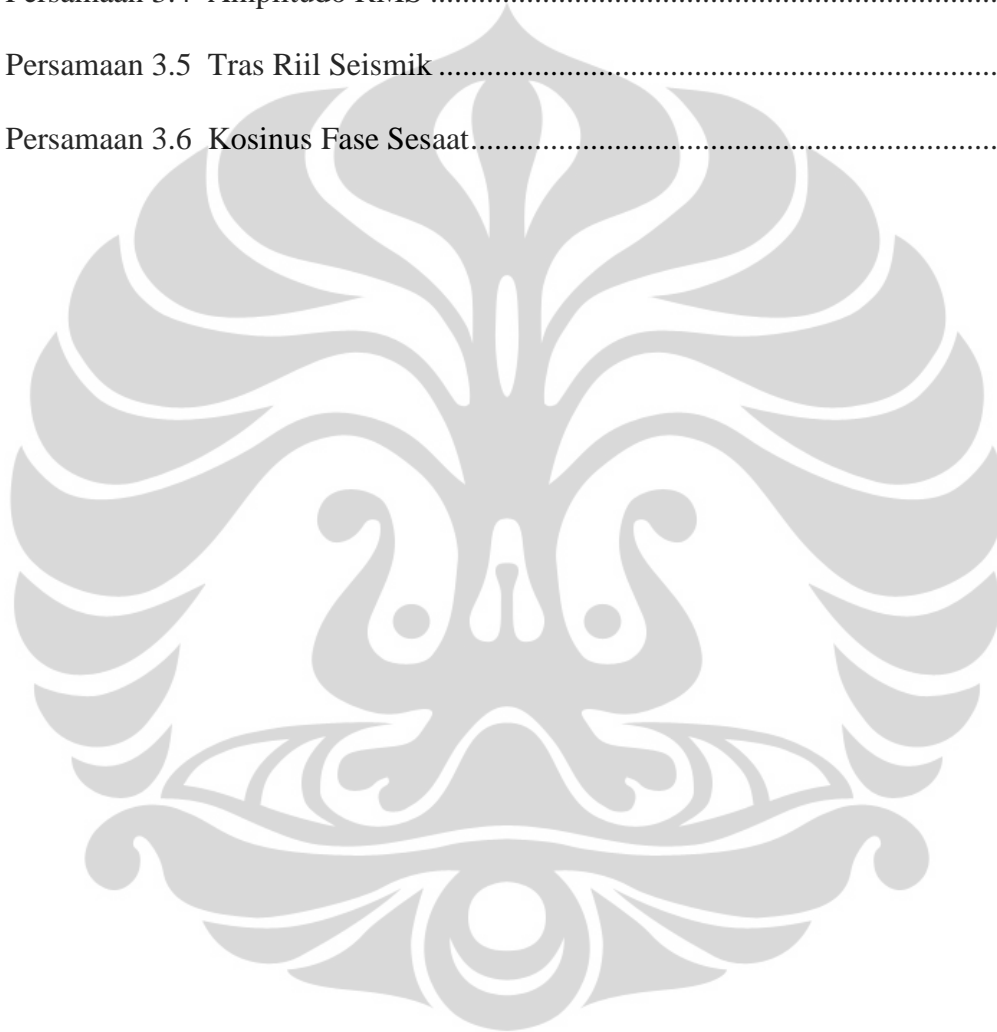 Persamaan 3.4 Amplitudo RMS ........................................................................
Persamaan 3.5 Tras Riil Seismik ......................................................................
Persamaan 3.6 Kosinus Fase Sesaat..................................................................